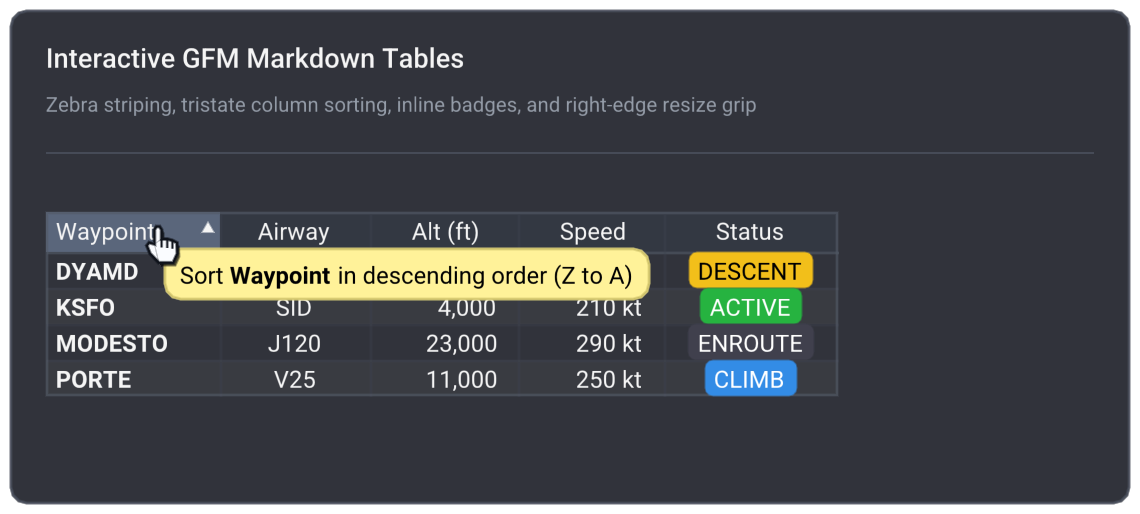 Interactive GFM Markdown Tables
Zebra striping, tristate column sorting, inline badges, and right-edge resize grip
Waypoint ▲ Airway Alt (ft) Speed Status
DYAMD DESCENT
Sort Waypoint in descending order (Z to A)
KSFO SID 4,000 210 kt ACTIVE
MODESTO J120 23,000 290 kt ENROUTE
PORTE V25 11,000 250 kt CLIMB